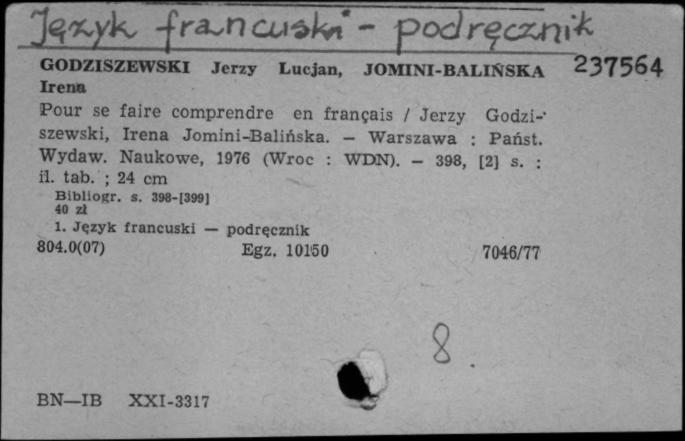 Język francuski - podręcznik
GODZISZEWSKI Jerzy Lucjan, JOMINI-BALIŃSKA 237564
Irena
Pour se faire comprendre en français / Jerzy Godzi-
szewski, Irena Jomini-Balińska. — Warszawa : Państ.
Wydaw. Naukowe, 1976 (Wroc : WDN). — 398, [2] s. :
il. tab. ; 24 cm
Bibliogr. s. 398-[399]
40 zł
1. Język francuski — podręcznik
804.0(07) Egz. 10150 7046/77
8
BN—IB XXI-3317